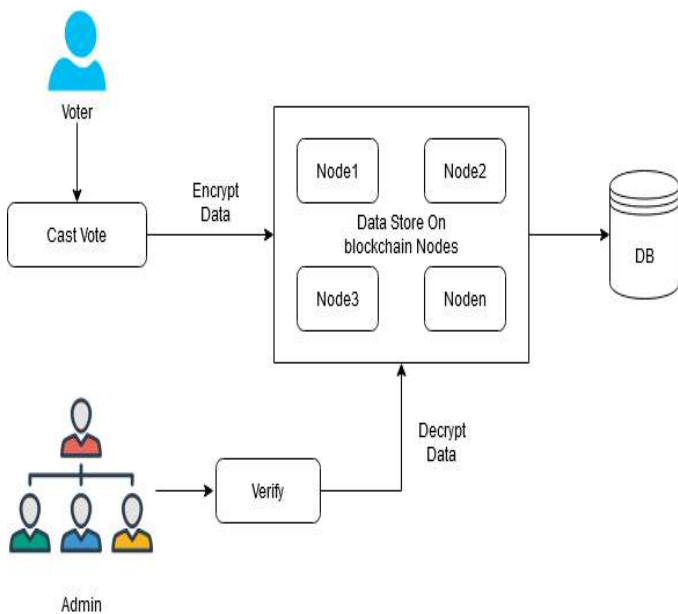 Voter
Cast Vote
Encrypt
Data
Node1
Node2
Data Store On
blockchain Nodes
Node3
Noden
DB
Decrypt
Data
Verify
Admin